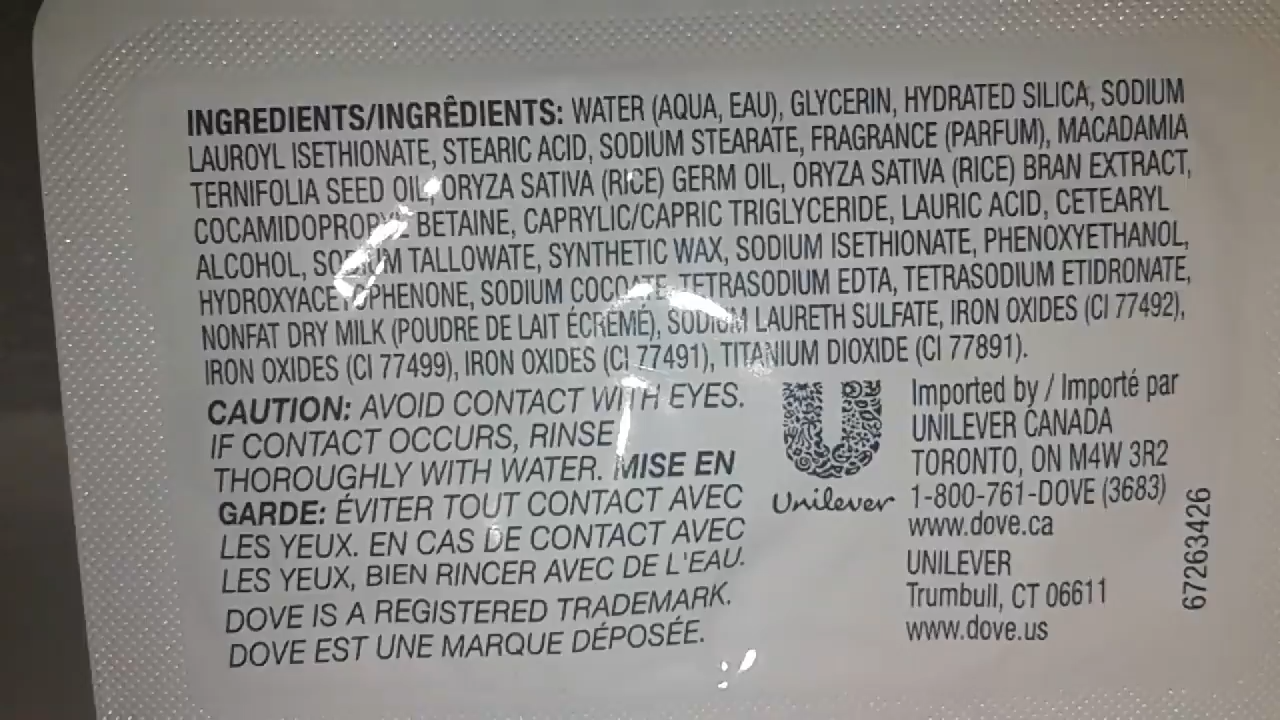 INGREDIENTS/INGRÊDIENTS: WATER (AQUA, EAU), GLYCERIN, HYDRATED SILICA, SODIUM
LAUROYL ISETHIONATE, STEARIC ACID, SODIUM STEARATE, FRAGRANCE (PARFUM), MACADAMIA
TERNIFOLIA SEED OIL, ORYZA SATIVA (RICE) GERM OIL, ORYZA SATIVA (RICE) BRAN EXTRACT,
COCAMIDOPROPYL BETAINE, CAPRYLIC/CAPRIC TRIGLYCERIDE, LAURIC ACID, CETEARYL
ALCOHOL, SODIUM TALLOWATE, SYNTHETIC WAX, SODIUM ISETHIONATE, PHENOXYETHANOL,
HYDROXYACETOPHENONE, SODIUM COCOATE, TETRASODIUM EDTA, TETRASODIUM ETIDRONATE,
NONFAT DRY MILK (POUDRE DE LAIT ÉCRÉMÉ), SODIUM LAURETH SULFATE, IRON OXIDES (CI 77492),
IRON OXIDES (CI 77499), IRON OXIDES (CI 77491), TITANIUM DIOXIDE (CI 77891).
CAUTION: AVOID CONTACT WITH EYES.
IF CONTACT OCCURS, RINSE
THOROUGHLY WITH WATER. MISE EN
GARDE: ÉVITER TOUT CONTACT AVEC
LES YEUX. EN CAS DE CONTACT AVEC
LES YEUX, BIEN RINCER AVEC DE L'EAU.
DOVE IS A REGISTERED TRADEMARK.
DOVE EST UNE MARQUE DÉPOSÉE.
Unilever
Imported by / Importé par
UNILEVER CANADA
TORONTO, ON M4W 3R2
1-800-761-DOVE (3683)
www.dove.ca
UNILEVER
Trumbull, CT 06611
www.dove.us
67263426